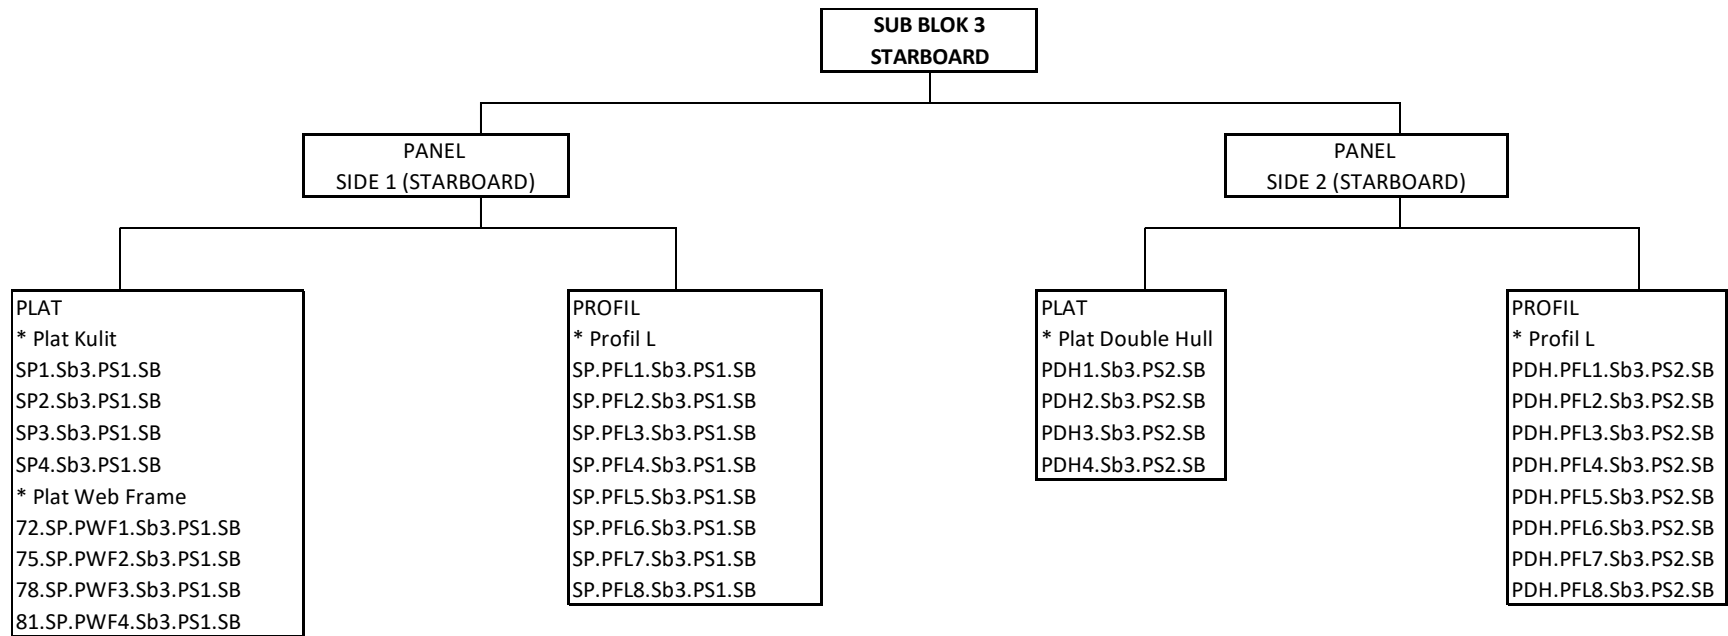 SUB BLOK 3
STARBOARD
PANEL
SIDE 1 (STARBOARD)
PANEL
SIDE 2 (STARBOARD)
PLAT
* Plat Kulit
SP1.Sb3.PS1.SB
SP2.Sb3.PS1.SB
SP3.Sb3.PS1.SB
SP4.Sb3.PS1.SB
* Plat Web Frame
72.SP.PWF1.Sb3.PS1.SB
75.SP.PWF2.Sb3.PS1.SB
78.SP.PWF3.Sb3.PS1.SB
81.SP.PWF4.Sb3.PS1.SB
PROFIL
* Profil L
SP.PFL1.Sb3.PS1.SB
SP.PFL2.Sb3.PS1.SB
SP.PFL3.Sb3.PS1.SB
SP.PFL4.Sb3.PS1.SB
SP.PFL5.Sb3.PS1.SB
SP.PFL6.Sb3.PS1.SB
SP.PFL7.Sb3.PS1.SB
SP.PFL8.Sb3.PS1.SB
PLAT
* Plat Double Hull
PDH1.Sb3.PS2.SB
PDH2.Sb3.PS2.SB
PDH3.Sb3.PS2.SB
PDH4.Sb3.PS2.SB
PROFIL
* Profil L
PDH.PFL1.Sb3.PS2.SB
PDH.PFL2.Sb3.PS2.SB
PDH.PFL3.Sb3.PS2.SB
PDH.PFL4.Sb3.PS2.SB
PDH.PFL5.Sb3.PS2.SB
PDH.PFL6.Sb3.PS2.SB
PDH.PFL7.Sb3.PS2.SB
PDH.PFL8.Sb3.PS2.SB